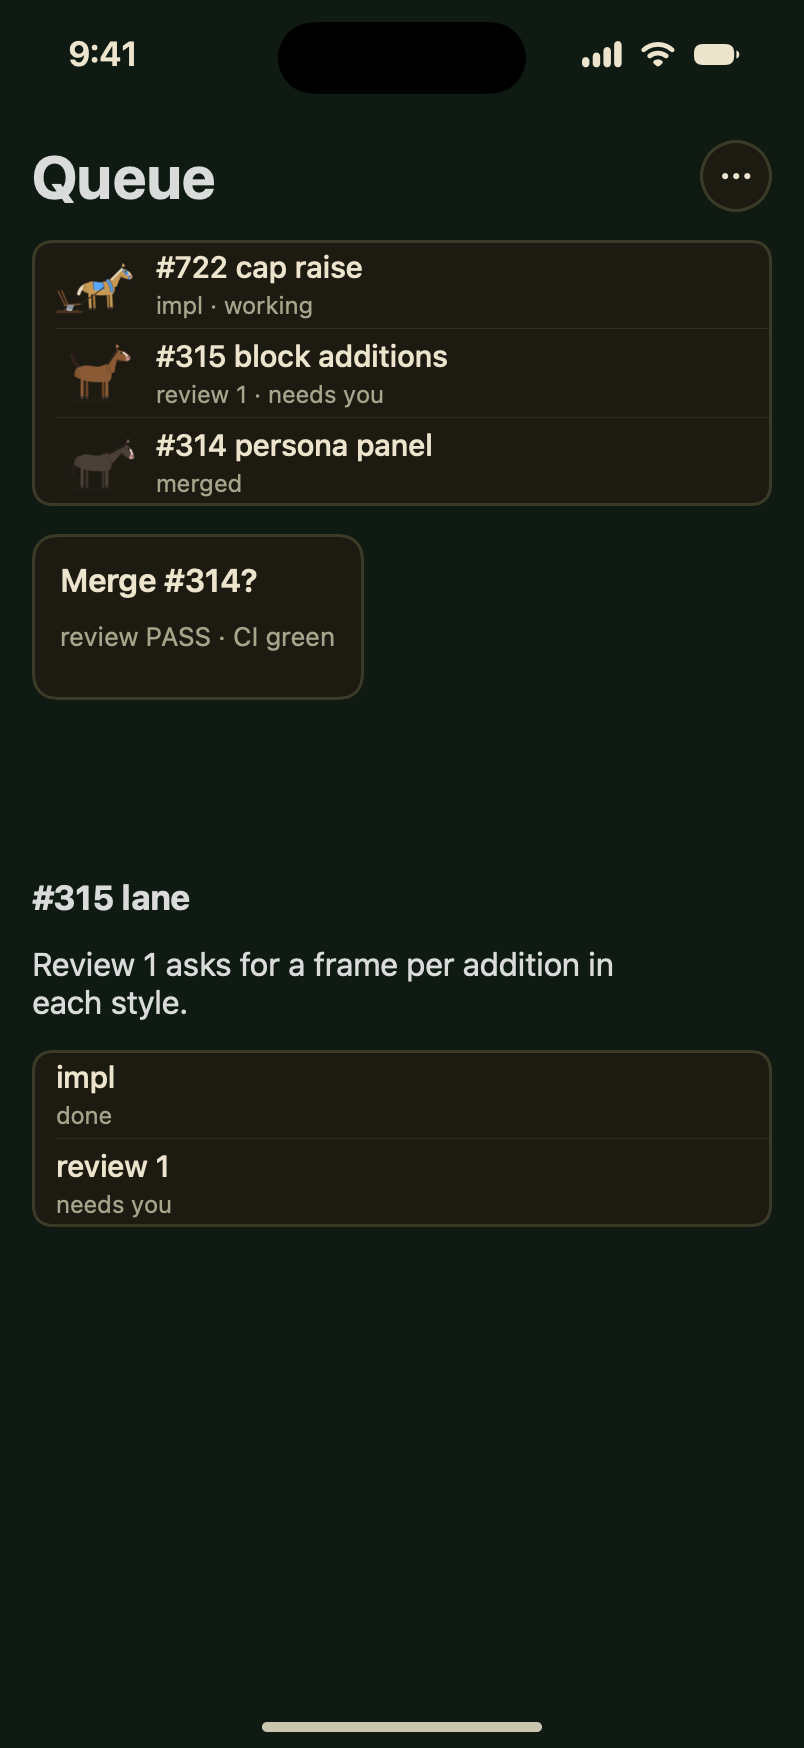 9:41
Queue
#722 cap raise
impl · working
#315 block additions
review 1 · needs you
#314 persona panel
merged
Merge #314?
review PASS · CI green
#315 lane
Review 1 asks for a frame per addition in
each style.
impl
done
review 1
needs you